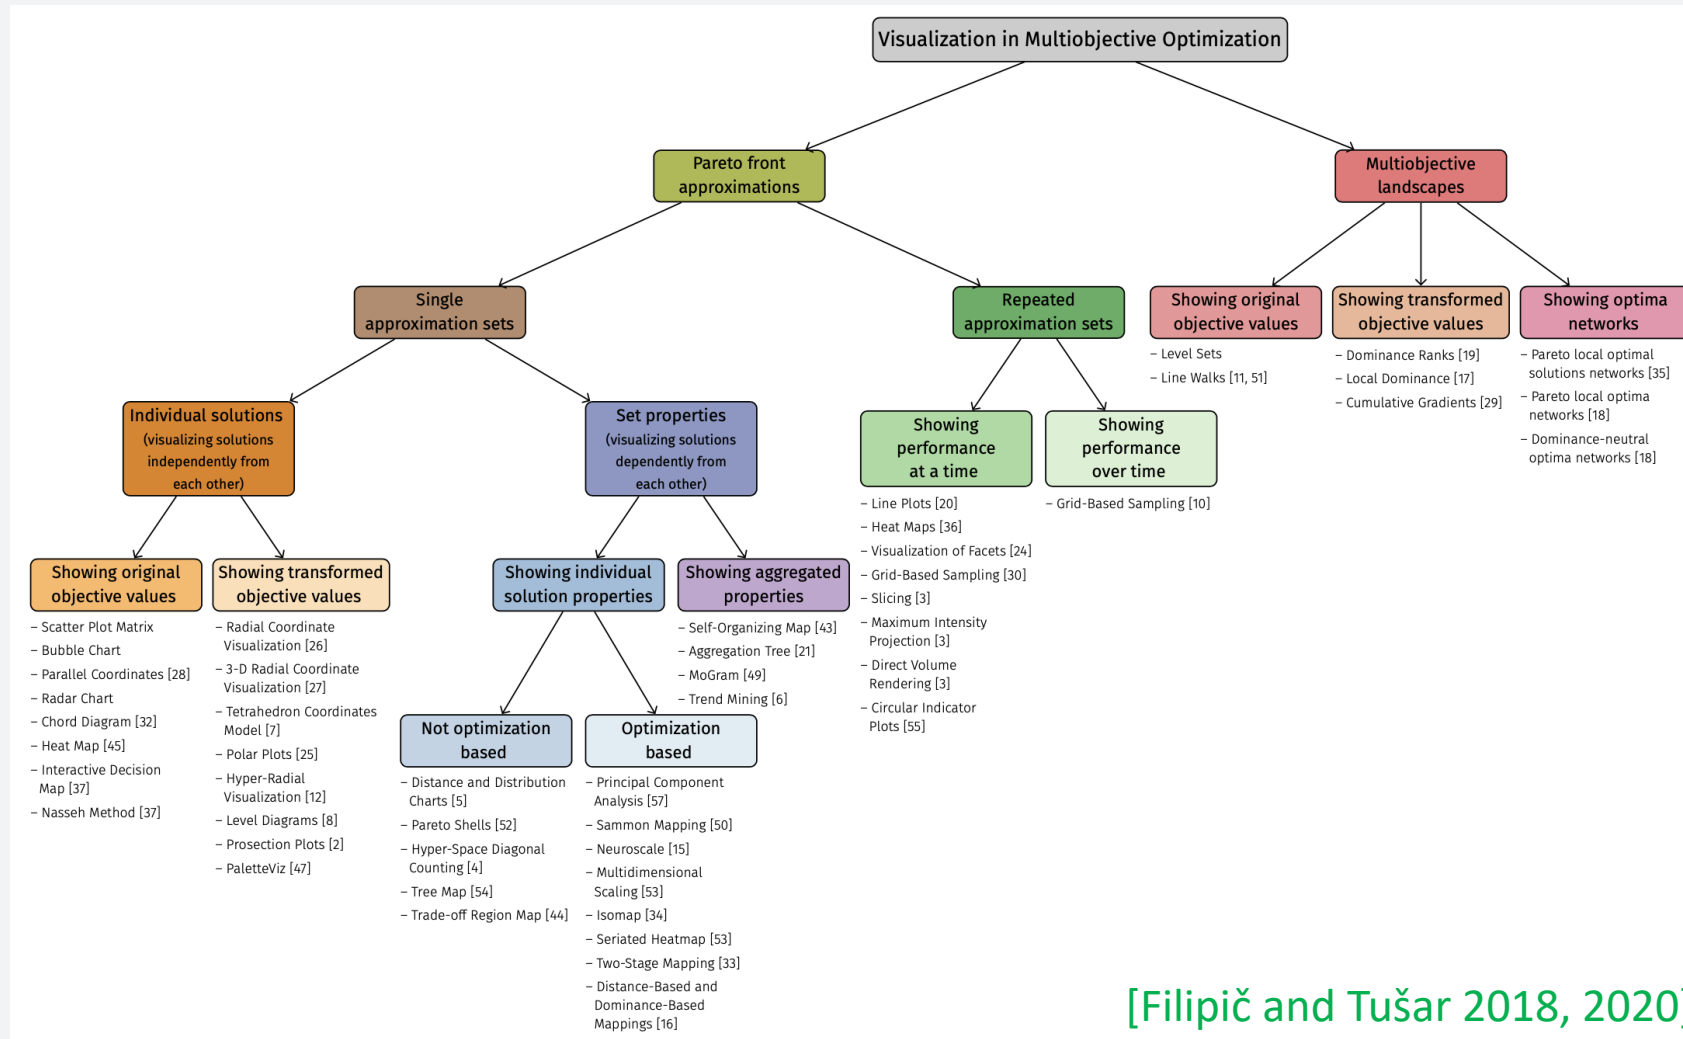 Visualization in Multiobjective Optimization
Pareto front
approximations
Multiobjective
landscapes
Single
approximation sets
Repeated
approximation sets
Showing original
objective values
– Level Sets
– Line Walks [11, 51]
Showing transformed
objective values
– Dominance Ranks [19]
– Local Dominance [17]
– Cumulative Gradients [29]
Showing optima
networks
– Pareto local optimal
solutions networks [35]
– Pareto local optima
networks [18]
– Dominance-neutral
optima networks [18]
Individual solutions
(visualizing solutions
independently from
each other)
Set properties
(visualizing solutions
dependently from
each other)
Showing
performance
at a time
– Line Plots [20]
– Heat Maps [36]
– Visualization of Facets [24]
– Grid-Based Sampling [30]
– Slicing [3]
– Maximum Intensity
Projection [3]
– Direct Volume
Rendering [3]
– Circular Indicator
Plots [55]
Showing
performance
over time
– Grid-Based Sampling [10]
Showing original
objective values
– Scatter Plot Matrix
– Bubble Chart
– Parallel Coordinates [28]
– Radar Chart
– Chord Diagram [32]
– Heat Map [45]
– Interactive Decision
Map [37]
– Nasseh Method [37]
Showing transformed
objective values
– Radial Coordinate
Visualization [26]
– 3-D Radial Coordinate
Visualization [27]
– Tetrahedron Coordinates
Model [7]
– Polar Plots [25]
– Hyper-Radial
Visualization [12]
– Level Diagrams [8]
– Prosection Plots [2]
– PaletteViz [47]
Showing individual
solution properties
Showing aggregated
properties
– Self-Organizing Map [43]
– Aggregation Tree [21]
– MoGram [49]
– Trend Mining [6]
Not optimization
based
– Distance and Distribution
Charts [5]
– Pareto Shells [52]
– Hyper-Space Diagonal
Counting [4]
– Tree Map [54]
– Trade-off Region Map [44]
Optimization
based
– Principal Component
Analysis [57]
– Sammon Mapping [50]
– Neuroscale [15]
– Multidimensional
Scaling [53]
– Isomap [34]
– Seriated Heatmap [53]
– Two-Stage Mapping [33]
– Distance-Based and
Dominance-Based
Mappings [16]
[Filipič and Tušar 2018, 2020]